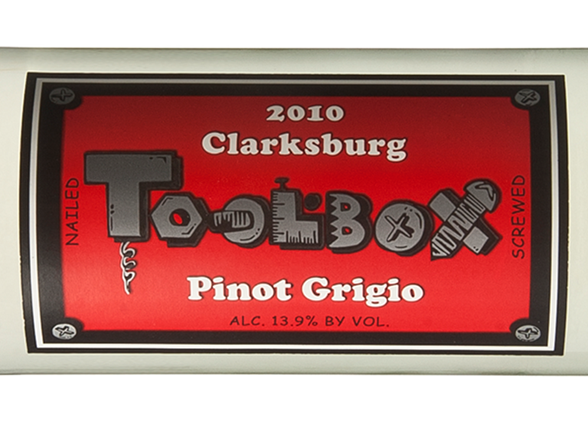 2010
Clarksburg
NAILED
TOOLBOX
SCREWED
Pinot Grigio
ALC. 13.9% BY VOL.